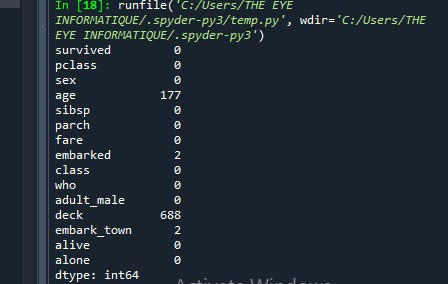 In [18]: runfile('C:/Users/THE EYE
INFORMATIQUE/.spyder-py3/temp.py', wdir='C:/Users/THE
EYE INFORMATIQUE/.spyder-py3')
survived 0
pclass 0
sex 0
age 177
sibsp 0
parch 0
fare 0
embarked 2
class 0
who 0
adult_male 0
deck 688
embark_town 2
alive 0
alone 0
dtype: int64
Activate Windows